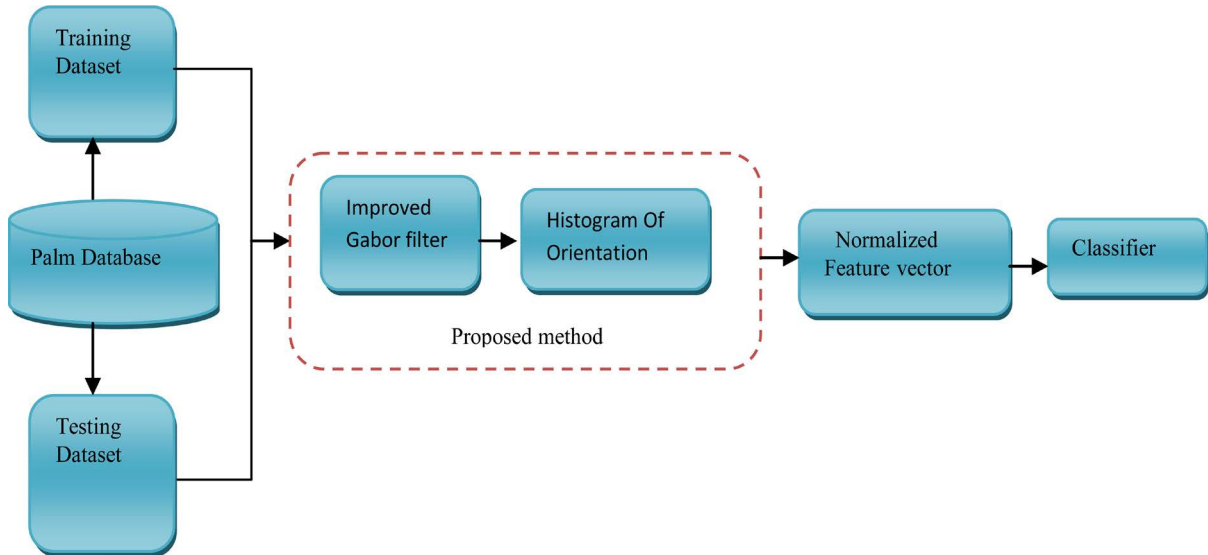 Training
Dataset
Palm Database
Testing
Dataset
Improved
Gabor filter
Histogram Of
Orientation
Proposed method
Normalized
Feature vector
Classifier